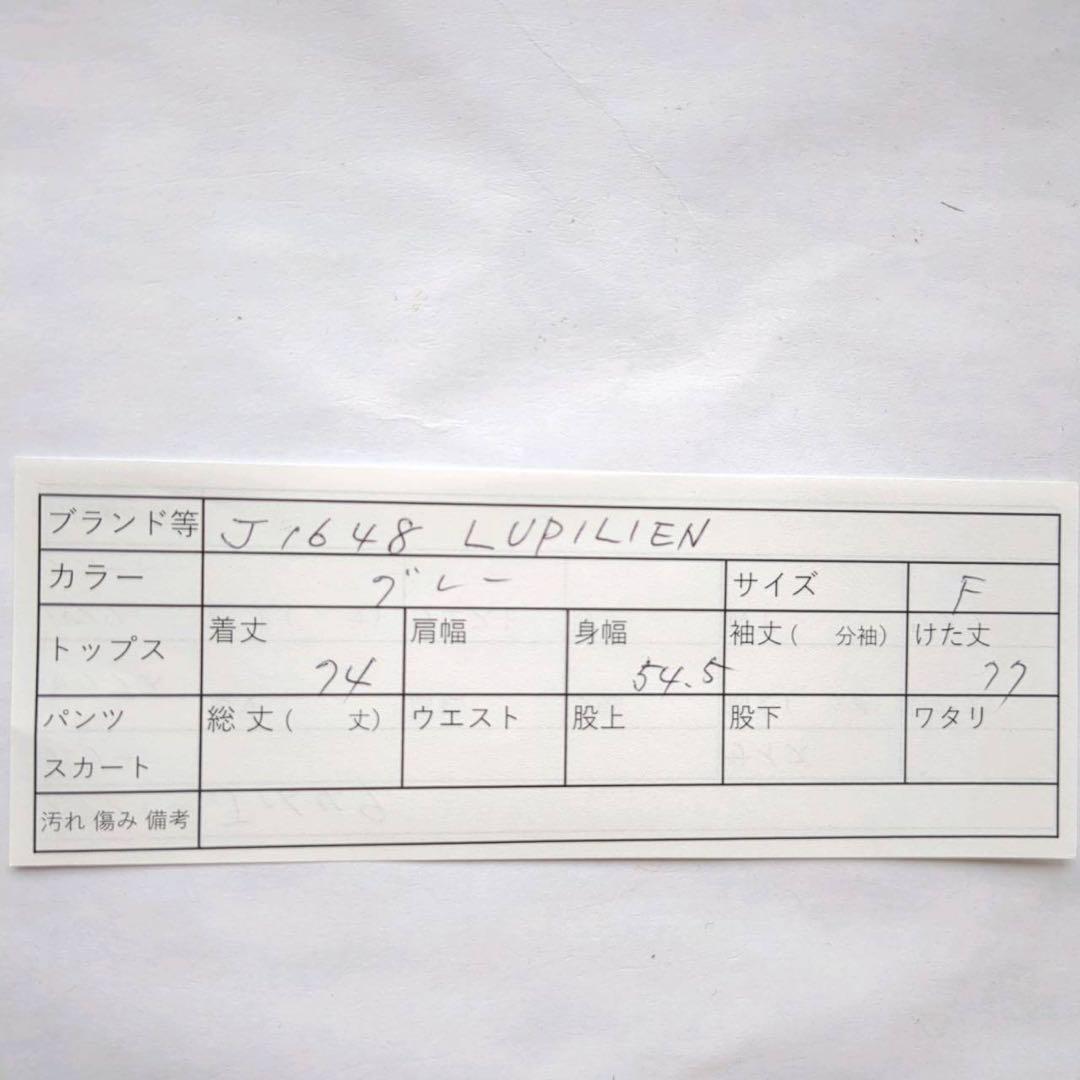 ブランド等 J1648 LUPILIEN
カラー グレー サイズ F
トップス 着丈 74 肩幅 身幅 54.5 袖丈( 分袖) けた丈 77
パンツ スカート 総丈( 丈) ウエスト 股上 股下 ワタリ
汚れ 傷み 備考